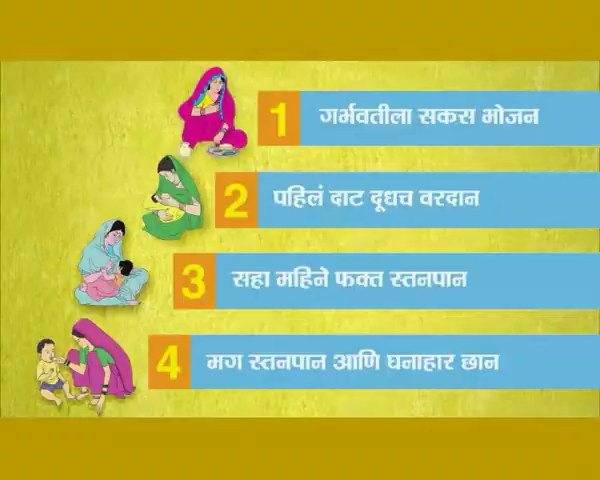 1 गर्भवतीला सकस भोजन
2 पहिलं दाट दूधच वरदान
3 सहा महिने फक्त स्तनपान
4 मग स्तनपान आणि घनाहार छान